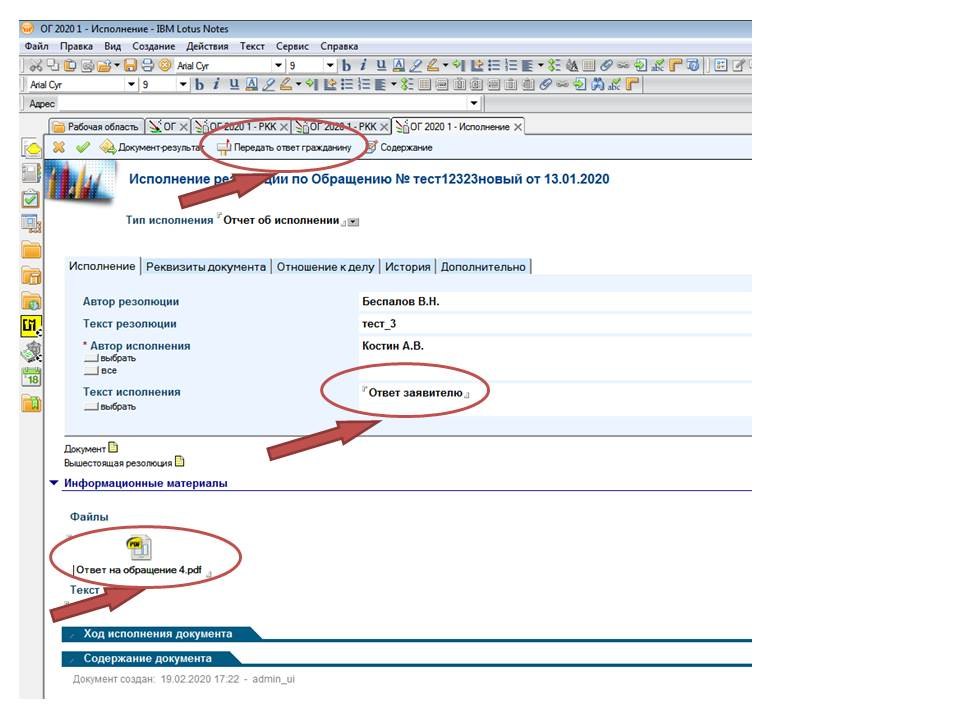 ОГ 2020 1 - Исполнение - IBM Lotus Notes
Файл Правка Вид Создание Действия Текст Сервис Справка
Arial Cyr 9
Arial Cyr 9
Адрес
Рабочая область ОГ ОГ 2020 1 - РКК ОГ 2020 1 - РКК ОГ 2020 1 - Исполнение
Документ-результат Передать ответ гражданину Содержание
Исполнение резолюции по Обращению № тест12323новый от 13.01.2020
Тип исполнения Отчет об исполнении
Исполнение Реквизиты документа Отношение к делу История Дополнительно
Автор резолюции Беспалов В.Н.
Текст резолюции тест_3
* Автор исполнения Костин А.В.
выбрать
все
Текст исполнения Ответ заявителю
выбрать
Документ
Вышестоящая резолюция
Информационные материалы
Файлы
Ответ на обращение 4.pdf
Текст
Ход исполнения документа
Содержание документа
Документ создан: 19.02.2020 17:22 - admin_ui